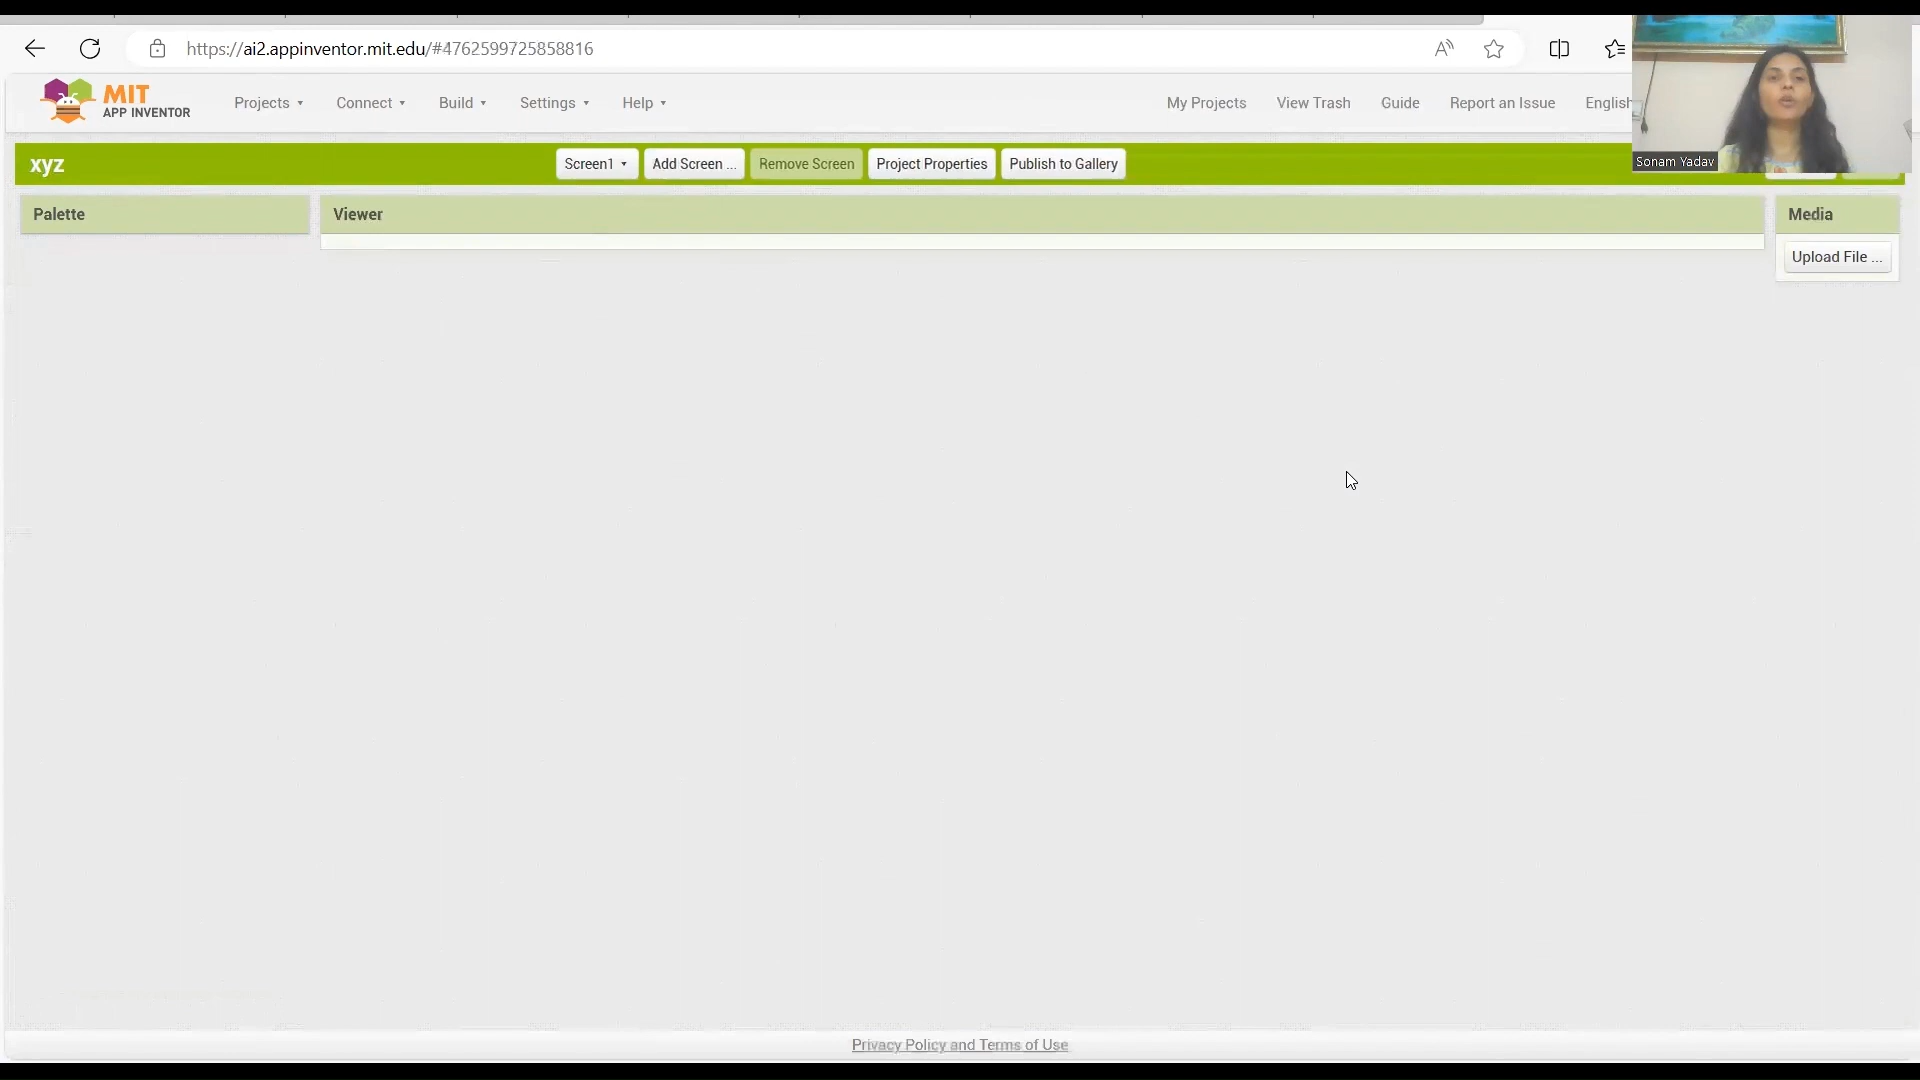 https://ai2.appinventor.mit.edu/#4762599725858816
MIT
APP INVENTOR
Projects
Connect
Build
Settings
Help
My Projects
View Trash
Guide
Report an Issue
English
Sonam Yadav
xyz
Screen1
Add Screen ...
Remove Screen
Project Properties
Publish to Gallery
Palette
Viewer
Media
Upload File ...
Privacy Policy and Terms of Use